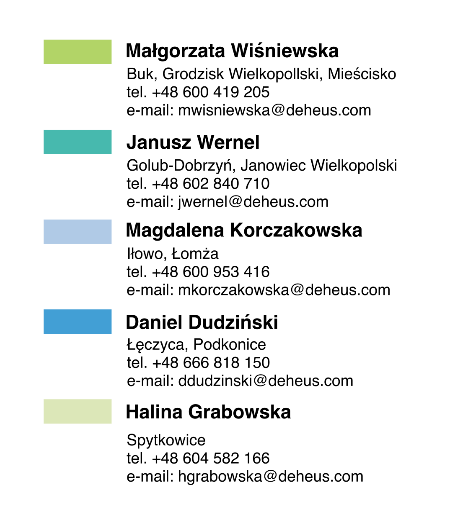 Małgorzata Wiśniewska
Buk, Grodzisk Wielkopollski, Mieścisko
tel. +48 600 419 205
e-mail: mwisniewska@deheus.com
Janusz Wernel
Golub-Dobrzyń, Janowiec Wielkopolski
tel. +48 602 840 710
e-mail: jwernel@deheus.com
Magdalena Korczakowska
Iłowo, Łomża
tel. +48 600 953 416
e-mail: mkorczakowska@deheus.com
Daniel Dudziński
Łęczyca, Podkonice
tel. +48 666 818 150
e-mail: ddudzinski@deheus.com
Halina Grabowska
Spytkowice
tel. +48 604 582 166
e-mail: hgrabowska@deheus.com